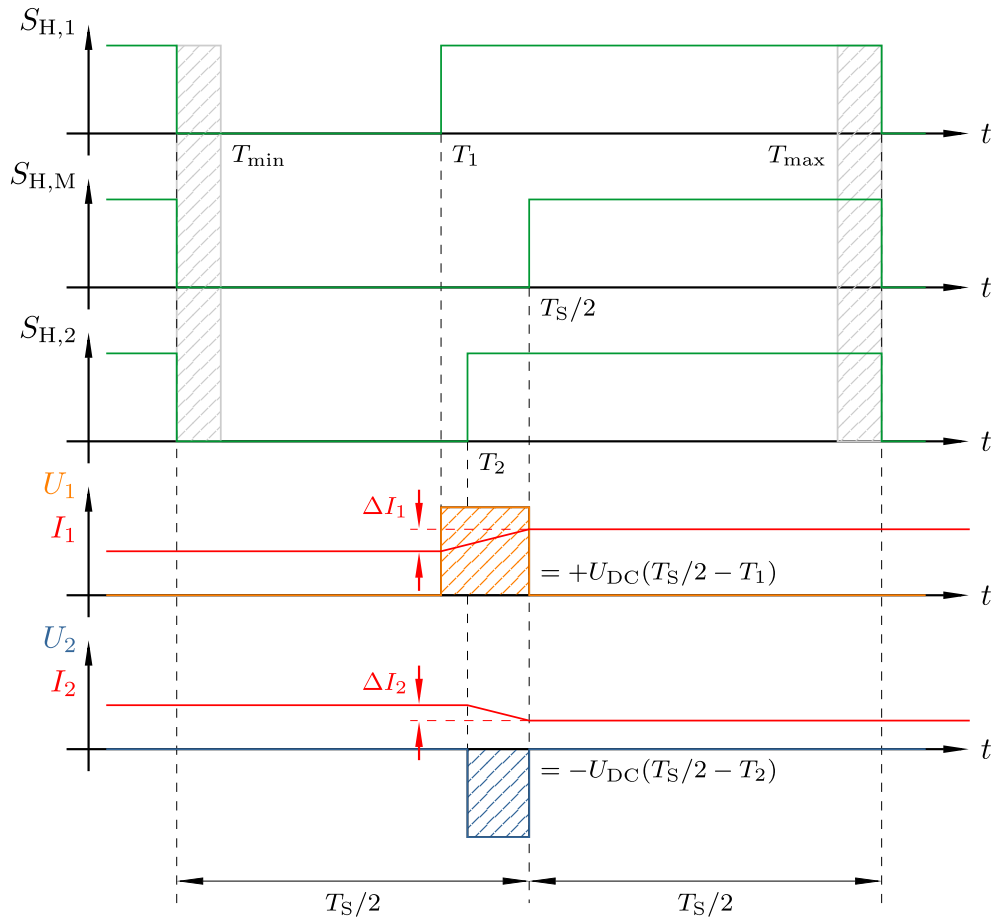 S_H,1
t
T_min
T_1
T_max
S_H,M
t
T_S/2
S_H,2
t
T_2
U_1
I_1
ΔI_1
= +U_DC(T_S/2 − T_1)
t
U_2
I_2
ΔI_2
t
= −U_DC(T_S/2 − T_2)
T_S/2
T_S/2